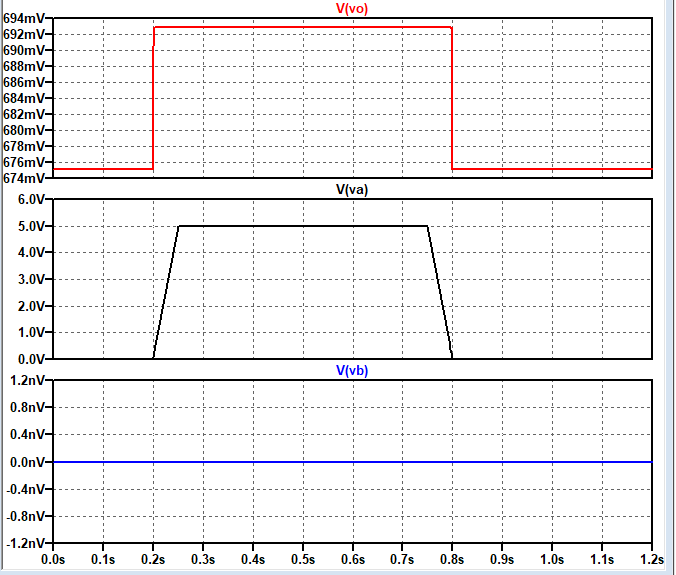 V(vo)
694mV
692mV
690mV
688mV
686mV
684mV
682mV
680mV
678mV
676mV
674mV
V(va)
6.0V
5.0V
4.0V
3.0V
2.0V
1.0V
0.0V
V(vb)
1.2nV
0.8nV
0.4nV
0.0nV
-0.4nV
-0.8nV
-1.2nV
0.0s 0.1s 0.2s 0.3s 0.4s 0.5s 0.6s 0.7s 0.8s 0.9s 1.0s 1.1s 1.2s